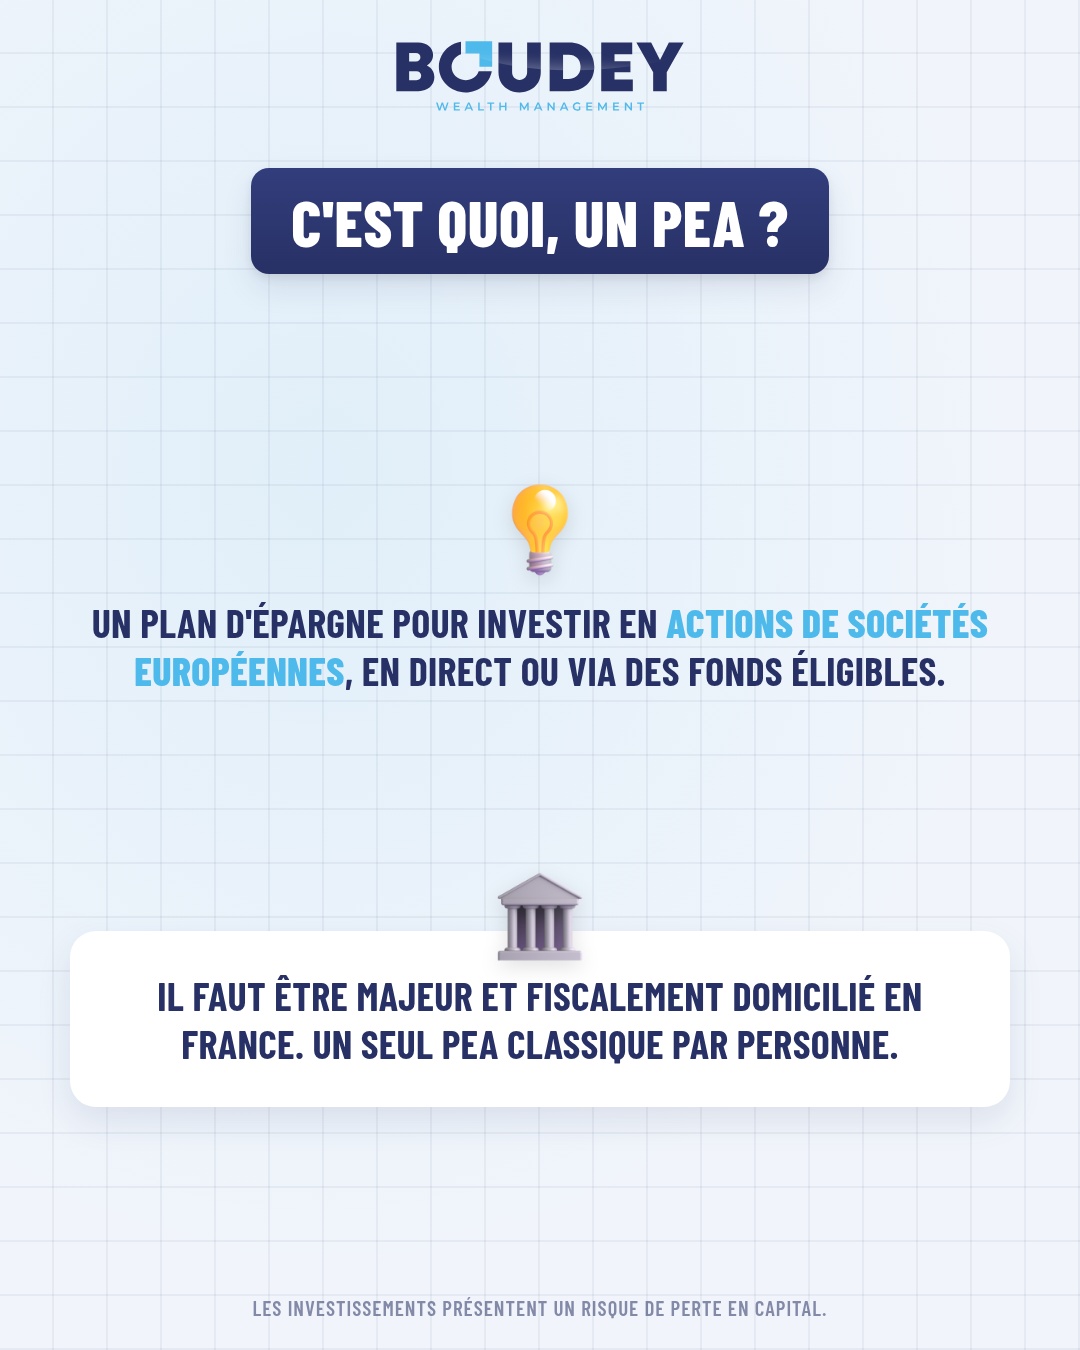 BOUDEY
WEALTH MANAGEMENT
C'EST QUOI, UN PEA ?
UN PLAN D'ÉPARGNE POUR INVESTIR EN ACTIONS DE SOCIÉTÉS
EUROPÉENNES, EN DIRECT OU VIA DES FONDS ÉLIGIBLES.
IL FAUT ÊTRE MAJEUR ET FISCALEMENT DOMICILIÉ EN
FRANCE. UN SEUL PEA CLASSIQUE PAR PERSONNE.
LES INVESTISSEMENTS PRÉSENTENT UN RISQUE DE PERTE EN CAPITAL.